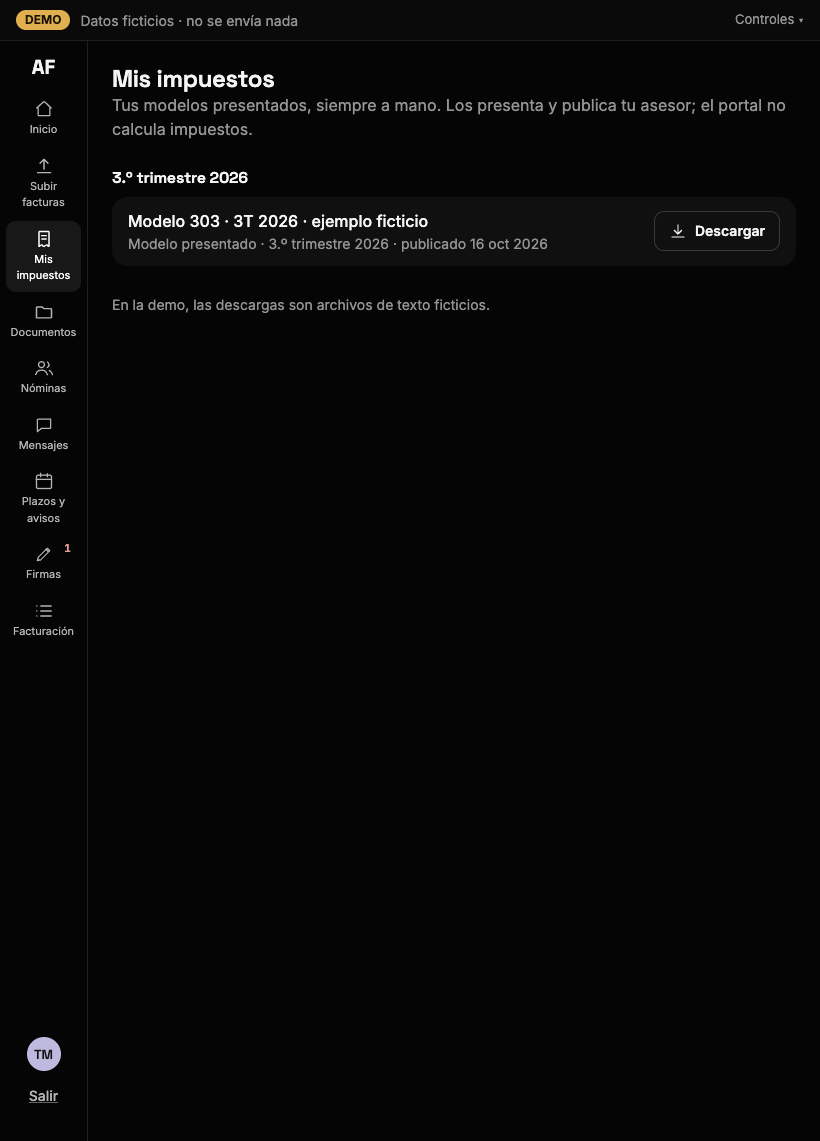 DEMO Datos ficticios · no se envía nada
Controles ▾
AF
Inicio
Subir
facturas
Mis
impuestos
Documentos
Nóminas
Mensajes
Plazos y
avisos
1
Firmas
Facturación
TM
Salir
Mis impuestos
Tus modelos presentados, siempre a mano. Los presenta y publica tu asesor; el portal no
calcula impuestos.
3.º trimestre 2026
Modelo 303 · 3T 2026 · ejemplo ficticio
Modelo presentado · 3.º trimestre 2026 · publicado 16 oct 2026
Descargar
En la demo, las descargas son archivos de texto ficticios.